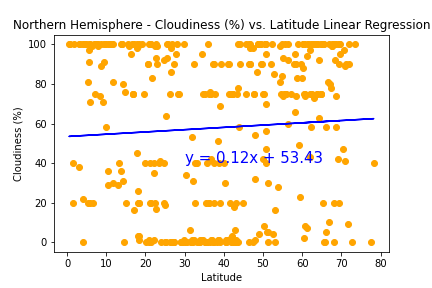 Northern Hemisphere - Cloudiness (%) vs. Latitude Linear Regression
Cloudiness (%)
100
80
60
40
20
0
y = 0.12x + 53.43
0 10 20 30 40 50 60 70 80
Latitude